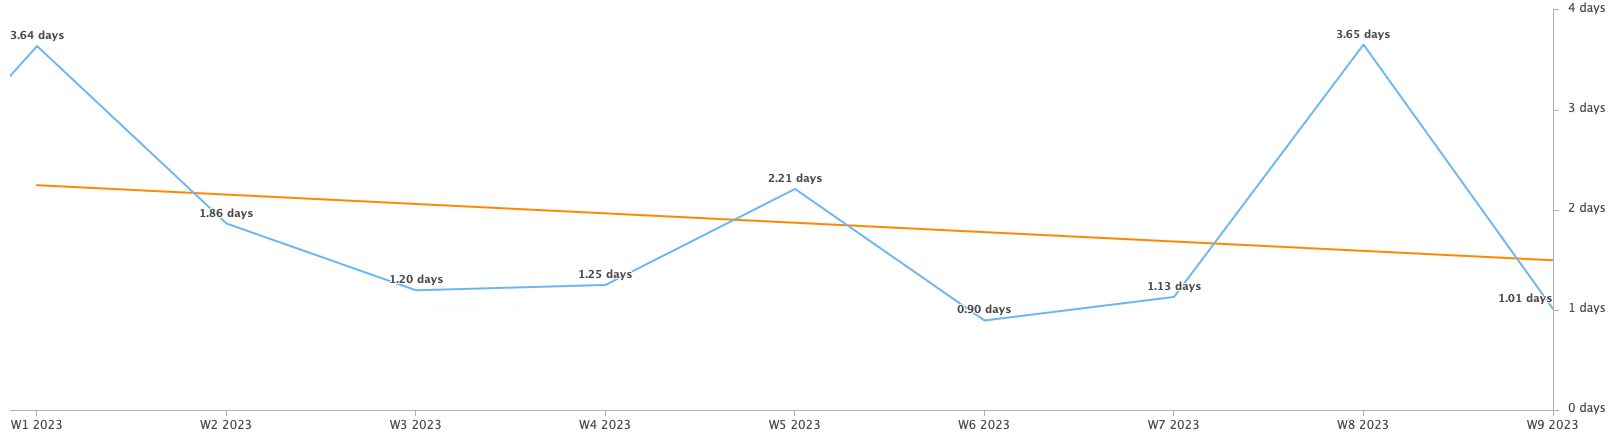 4 days
3.64 days
3.65 days
3 days
2.21 days
1.86 days
2 days
1.20 days
1.25 days
1.13 days
0.90 days
1.01 days
1 days
0 days
W1 2023
W2 2023
W3 2023
W4 2023
W5 2023
W6 2023
W7 2023
W8 2023
W9 2023